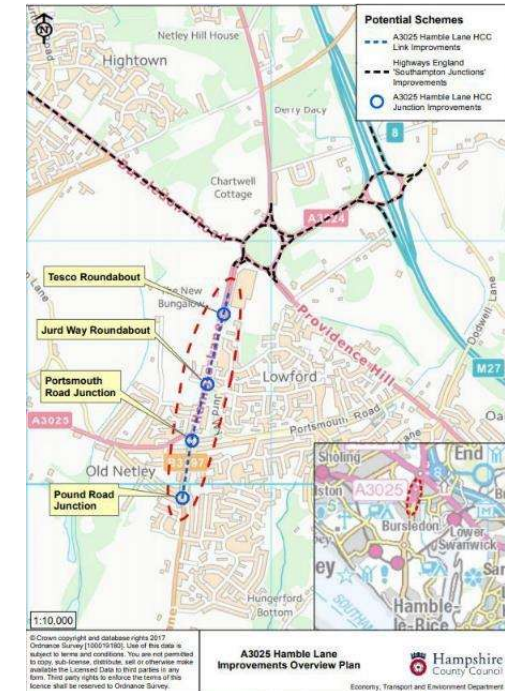 Potential Schemes
A3025 Hamble Lane HCC
Link Improvments
Highways England
'Southampton Junctions'
Improvements
A3025 Hamble Lane HCC
Junction Improvements
N
Netley Hill House
Hightown
8
Chartwell
Cottage
Tesco Roundabout
The New
Bungalow
Jurd Way Roundabout
Providence Hill
Dodwell Lane
M27
Lowford
Portsmouth
Road Junction
Portsmouth Road
A3025
Old Netley
Pound Road
Junction
Hungerford
Bottom
Sholing
End
A3025
8
Bursledon
Lower
Swanwick
Hamble-
le-Rice
1:10,000
© Crown copyright and database rights 2017
Ordnance Survey [100019180]. Use of this data is
subject to terms and conditions. You are not permitted
to copy, sub-license, distribute, sell or otherwise make
available the Licensed Data to third parties in any
form. Third party rights to enforce the terms of this
licence shall be reserved to Ordnance Survey.
A3025 Hamble Lane
Improvements Overview Plan
Hampshire
County Council
Economy, Transport and Environment Department